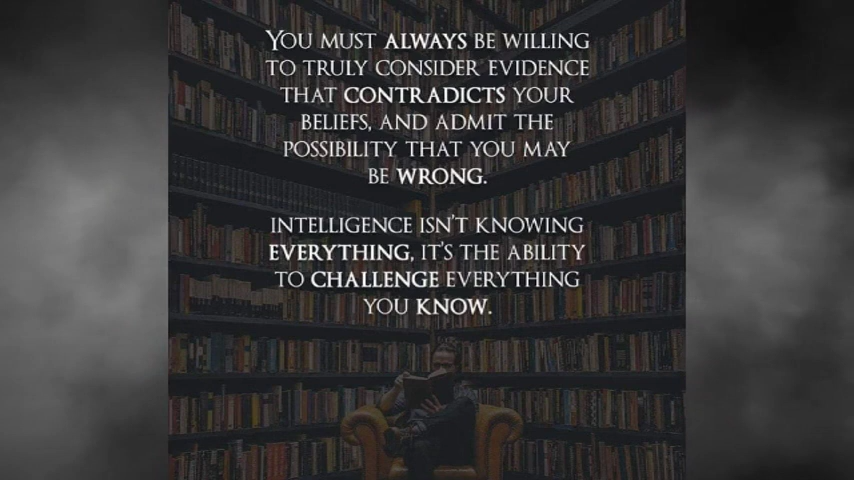 You must always be willing
to truly consider evidence
that contradicts your
beliefs, and admit the
possibility that you may
be wrong.
Intelligence isn't knowing
everything, it's the ability
to challenge everything
you know.